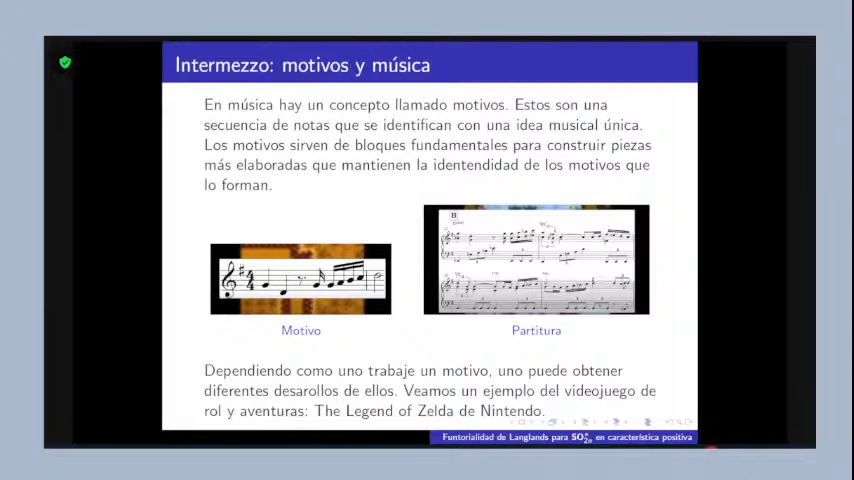 Intermezzo: motivos y música
En música hay un concepto llamado motivos. Estos son una
secuencia de notas que se identifican con una idea musical única.
Los motivos sirven de bloques fundamentales para construir piezas
más elaboradas que mantienen la identendidad de los motivos que
lo forman.
B
Motivo
Partitura
Dependiendo como uno trabaje un motivo, uno puede obtener
diferentes desarollos de ellos. Veamos un ejemplo del videojuego de
rol y aventuras: The Legend of Zelda de Nintendo.
Funtorialidad de Langlands para SO*2n en característica positiva